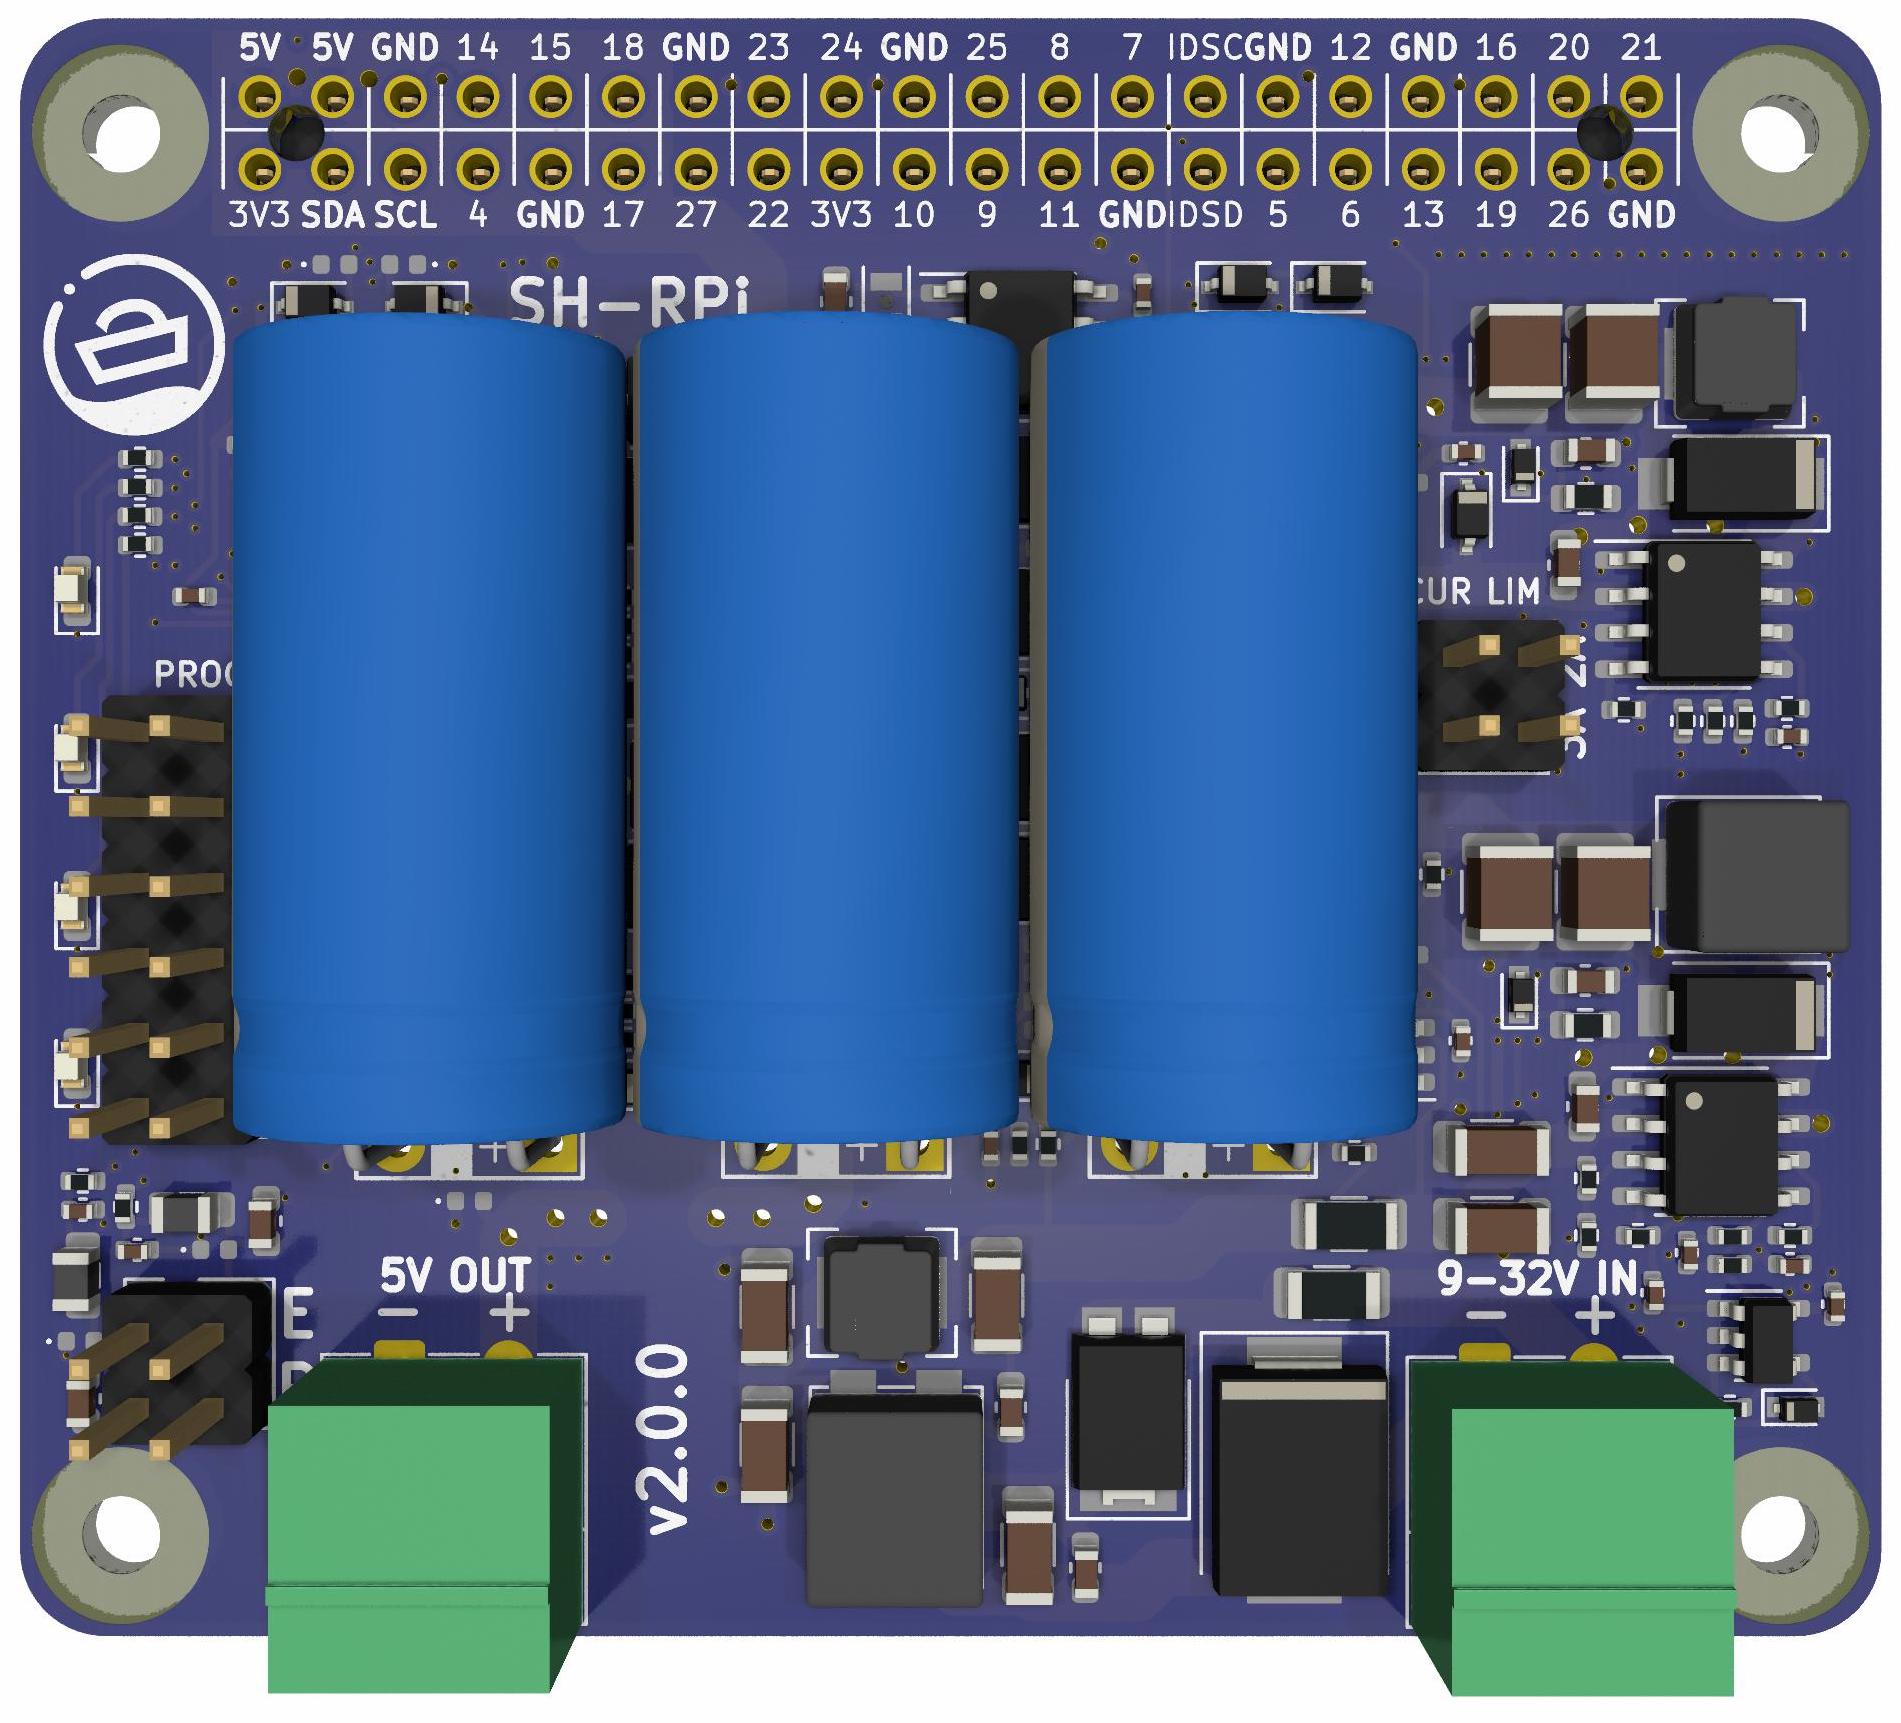 5V 5V GND 14 15 18 GND 23 24 GND 25 8 7 IDSC GND 12 GND 16 20 21
3V3 SDA SCL 4 GND 17 27 22 3V3 10 9 11 GND IDSD 5 6 13 19 26 GND
SH-RPi
CUR LIM
PROG
2A
5V OUT
- +
9-32V IN
- +
E
v2.0.0